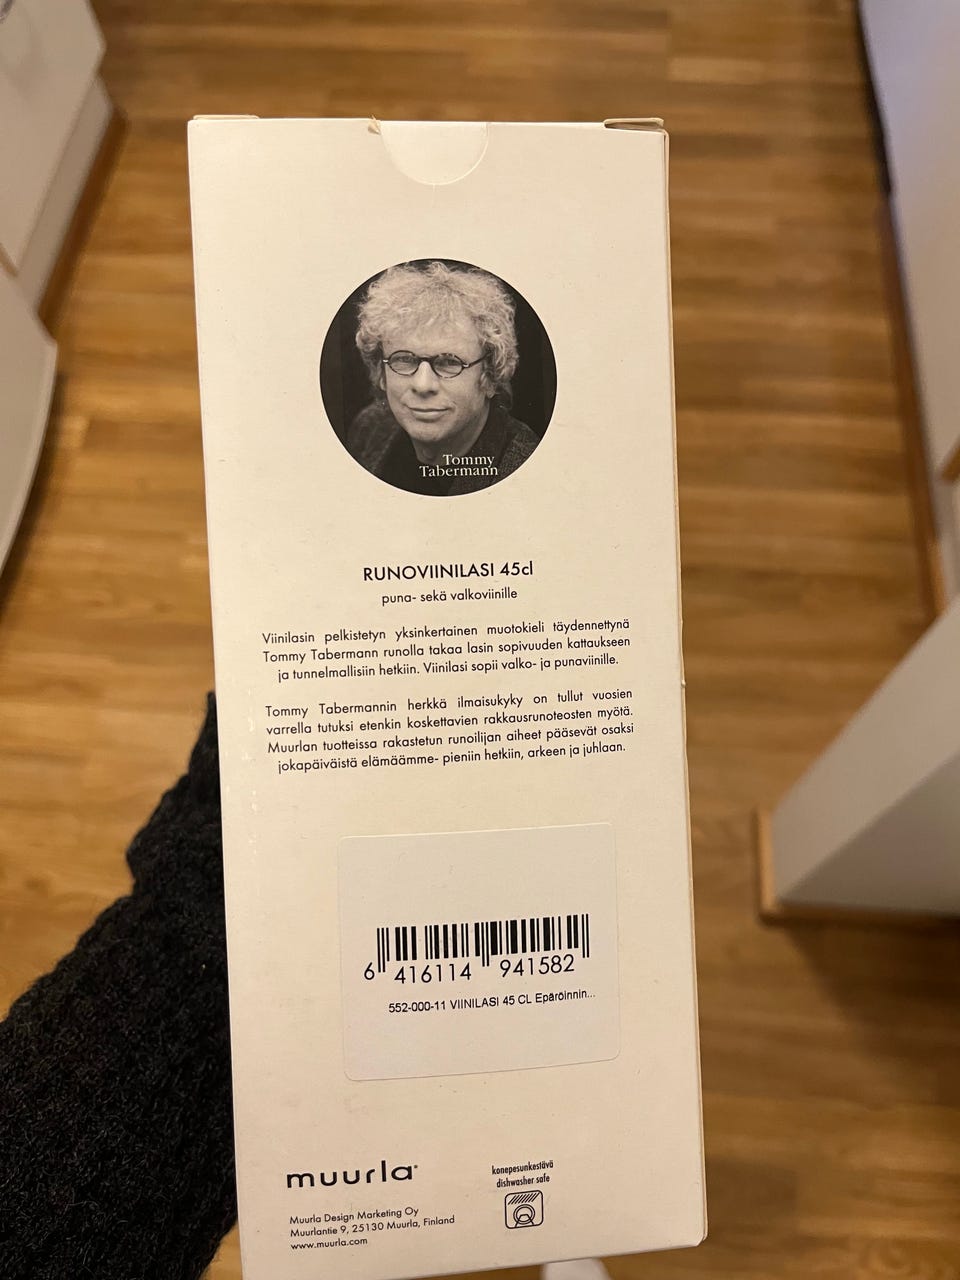 Tommy
Tabermann
RUNOVIINILASI 45cl
puna- sekä valkoviinille
Viinilasin pelkistetyn yksinkertainen muotokieli täydennettynä
Tommy Tabermann runolla takaa lasin sopivuuden kattaukseen
ja tunnelmallisiin hetkiin. Viinilasi sopii valko- ja punaviinille.
Tommy Tabermannin herkkä ilmaisukyky on tullut vuosien
varrella tutuksi etenkin koskettavien rakkausrunoteosten myötä.
Muurlan tuotteissa rakastetun runoilijan aiheet pääsevät osaksi
jokapäiväistä elämäämme- pieniin hetkiin, arkeen ja juhlaan.
6 416114 941582
552-000-11 VIINILASI 45 CL Epäröinnin...
muurla®
Muurla Design Marketing Oy
Muurlantie 9, 25130 Muurla, Finland
www.muurla.com
konepesunkestävä
dishwasher safe